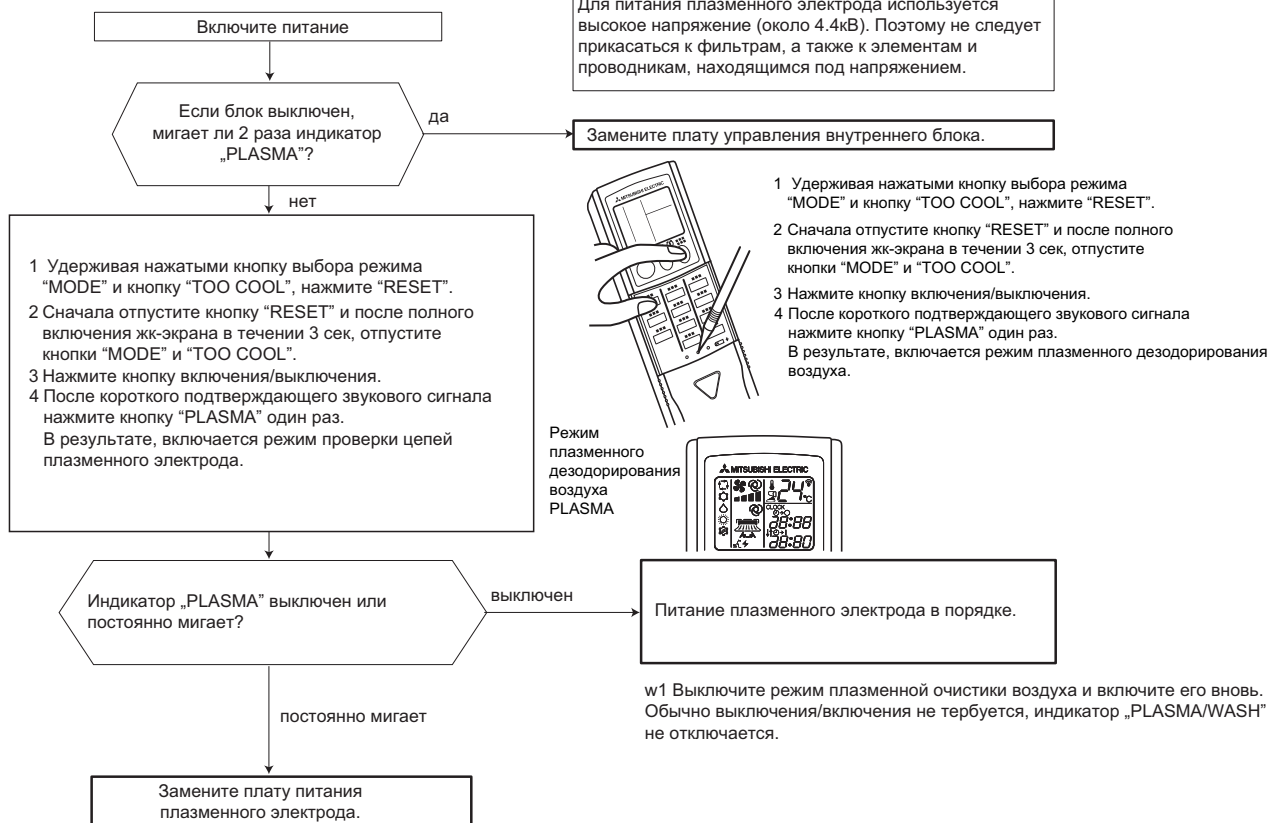 Для питания плазменного электрода используется
высокое напряжение (около 4.4кВ). Поэтому не следует
прикасаться к фильтрам, а также к элементам и
проводникам, находящимся под напряжением.
Включите питание
Если блок выключен,
мигает ли 2 раза индикатор
„PLASMA”?
да
Замените плату управления внутреннего блока.
нет
1 Удерживая нажатыми кнопку выбора режима
“MODE” и кнопку “TOO COOL”, нажмите “RESET”.
2 Сначала отпустите кнопку “RESET” и после полного
включения жк-экрана в течении 3 сек, отпустите
кнопки “MODE” и “TOO COOL”.
3 Нажмите кнопку включения/выключения.
4 После короткого подтверждающего звукового сигнала
нажмите кнопку “PLASMA” один раз.
В результате, включается режим проверки цепей
плазменного электрода.
MITSUBISHI ELECTRIC
1 Удерживая нажатыми кнопку выбора режима
“MODE” и кнопку “TOO COOL”, нажмите “RESET”.
2 Сначала отпустите кнопку “RESET” и после полного
включения жк-экрана в течении 3 сек, отпустите
кнопки “MODE” и “TOO COOL”.
3 Нажмите кнопку включения/выключения.
4 После короткого подтверждающего звукового сигнала
нажмите кнопку “PLASMA” один раз.
В результате, включается режим плазменного дезодорирования
воздуха.
Режим
плазменного
дезодорирования
воздуха
PLASMA
MITSUBISHI ELECTRIC
24°C
CLOCK
88:88
88:80
Индикатор „PLASMA” выключен или
постоянно мигает?
выключен
Питание плазменного электрода в порядке.
w1 Выключите режим плазменной очистики воздуха и включите его вновь.
Обычно выключения/включения не тербуется, индикатор „PLASMA/WASH”
не отключается.
постоянно мигает
Замените плату питания
плазменного электрода.